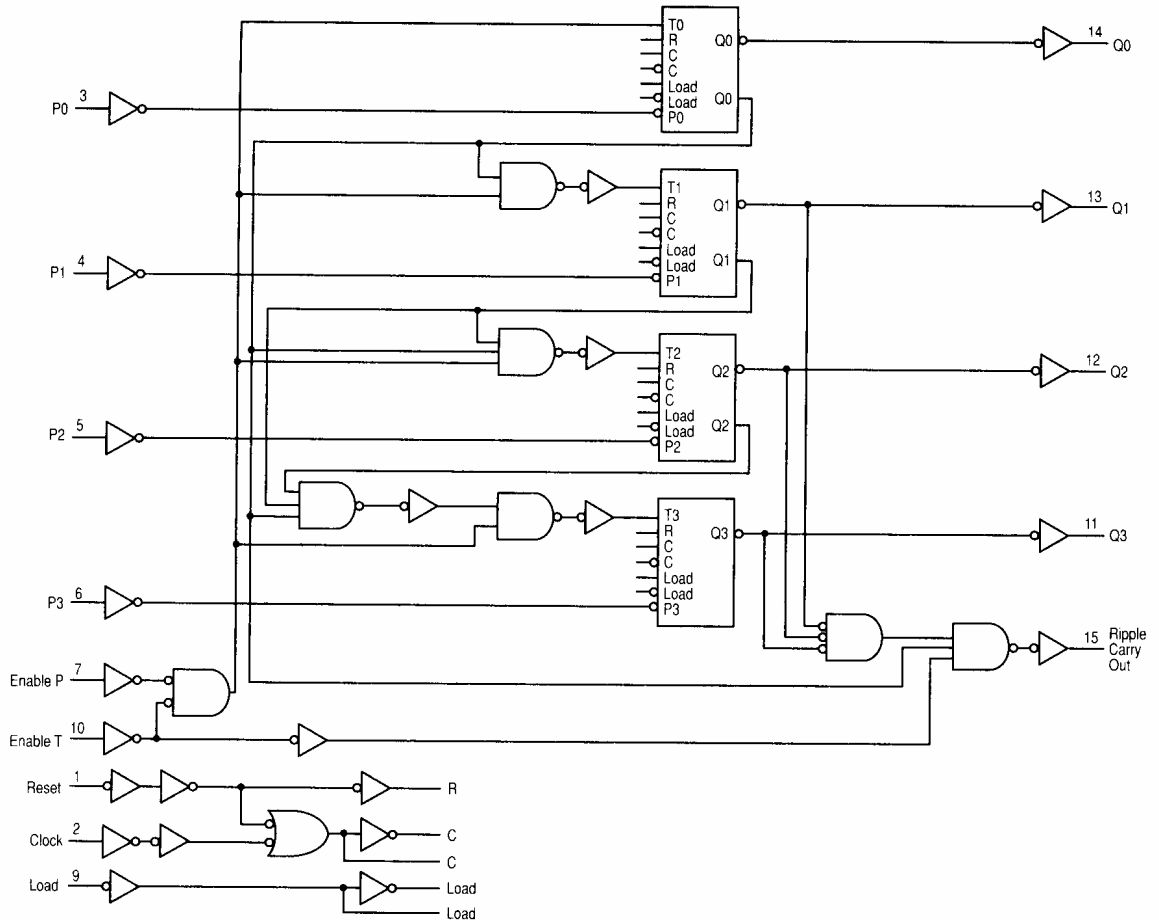 T0
R
C
C
Load
Load
P0
Q0
Q0
14
Q0
3
P0
T1
R
C
C
Load
Load
P1
Q1
Q1
13
Q1
4
P1
T2
R
C
C
Load
Load
P2
Q2
Q2
12
Q2
5
P2
T3
R
C
C
Load
Load
P3
Q3
11
Q3
6
P3
15
Ripple
Carry
Out
7
Enable P
10
Enable T
1
Reset
R
2
Clock
C
C
9
Load
Load
Load